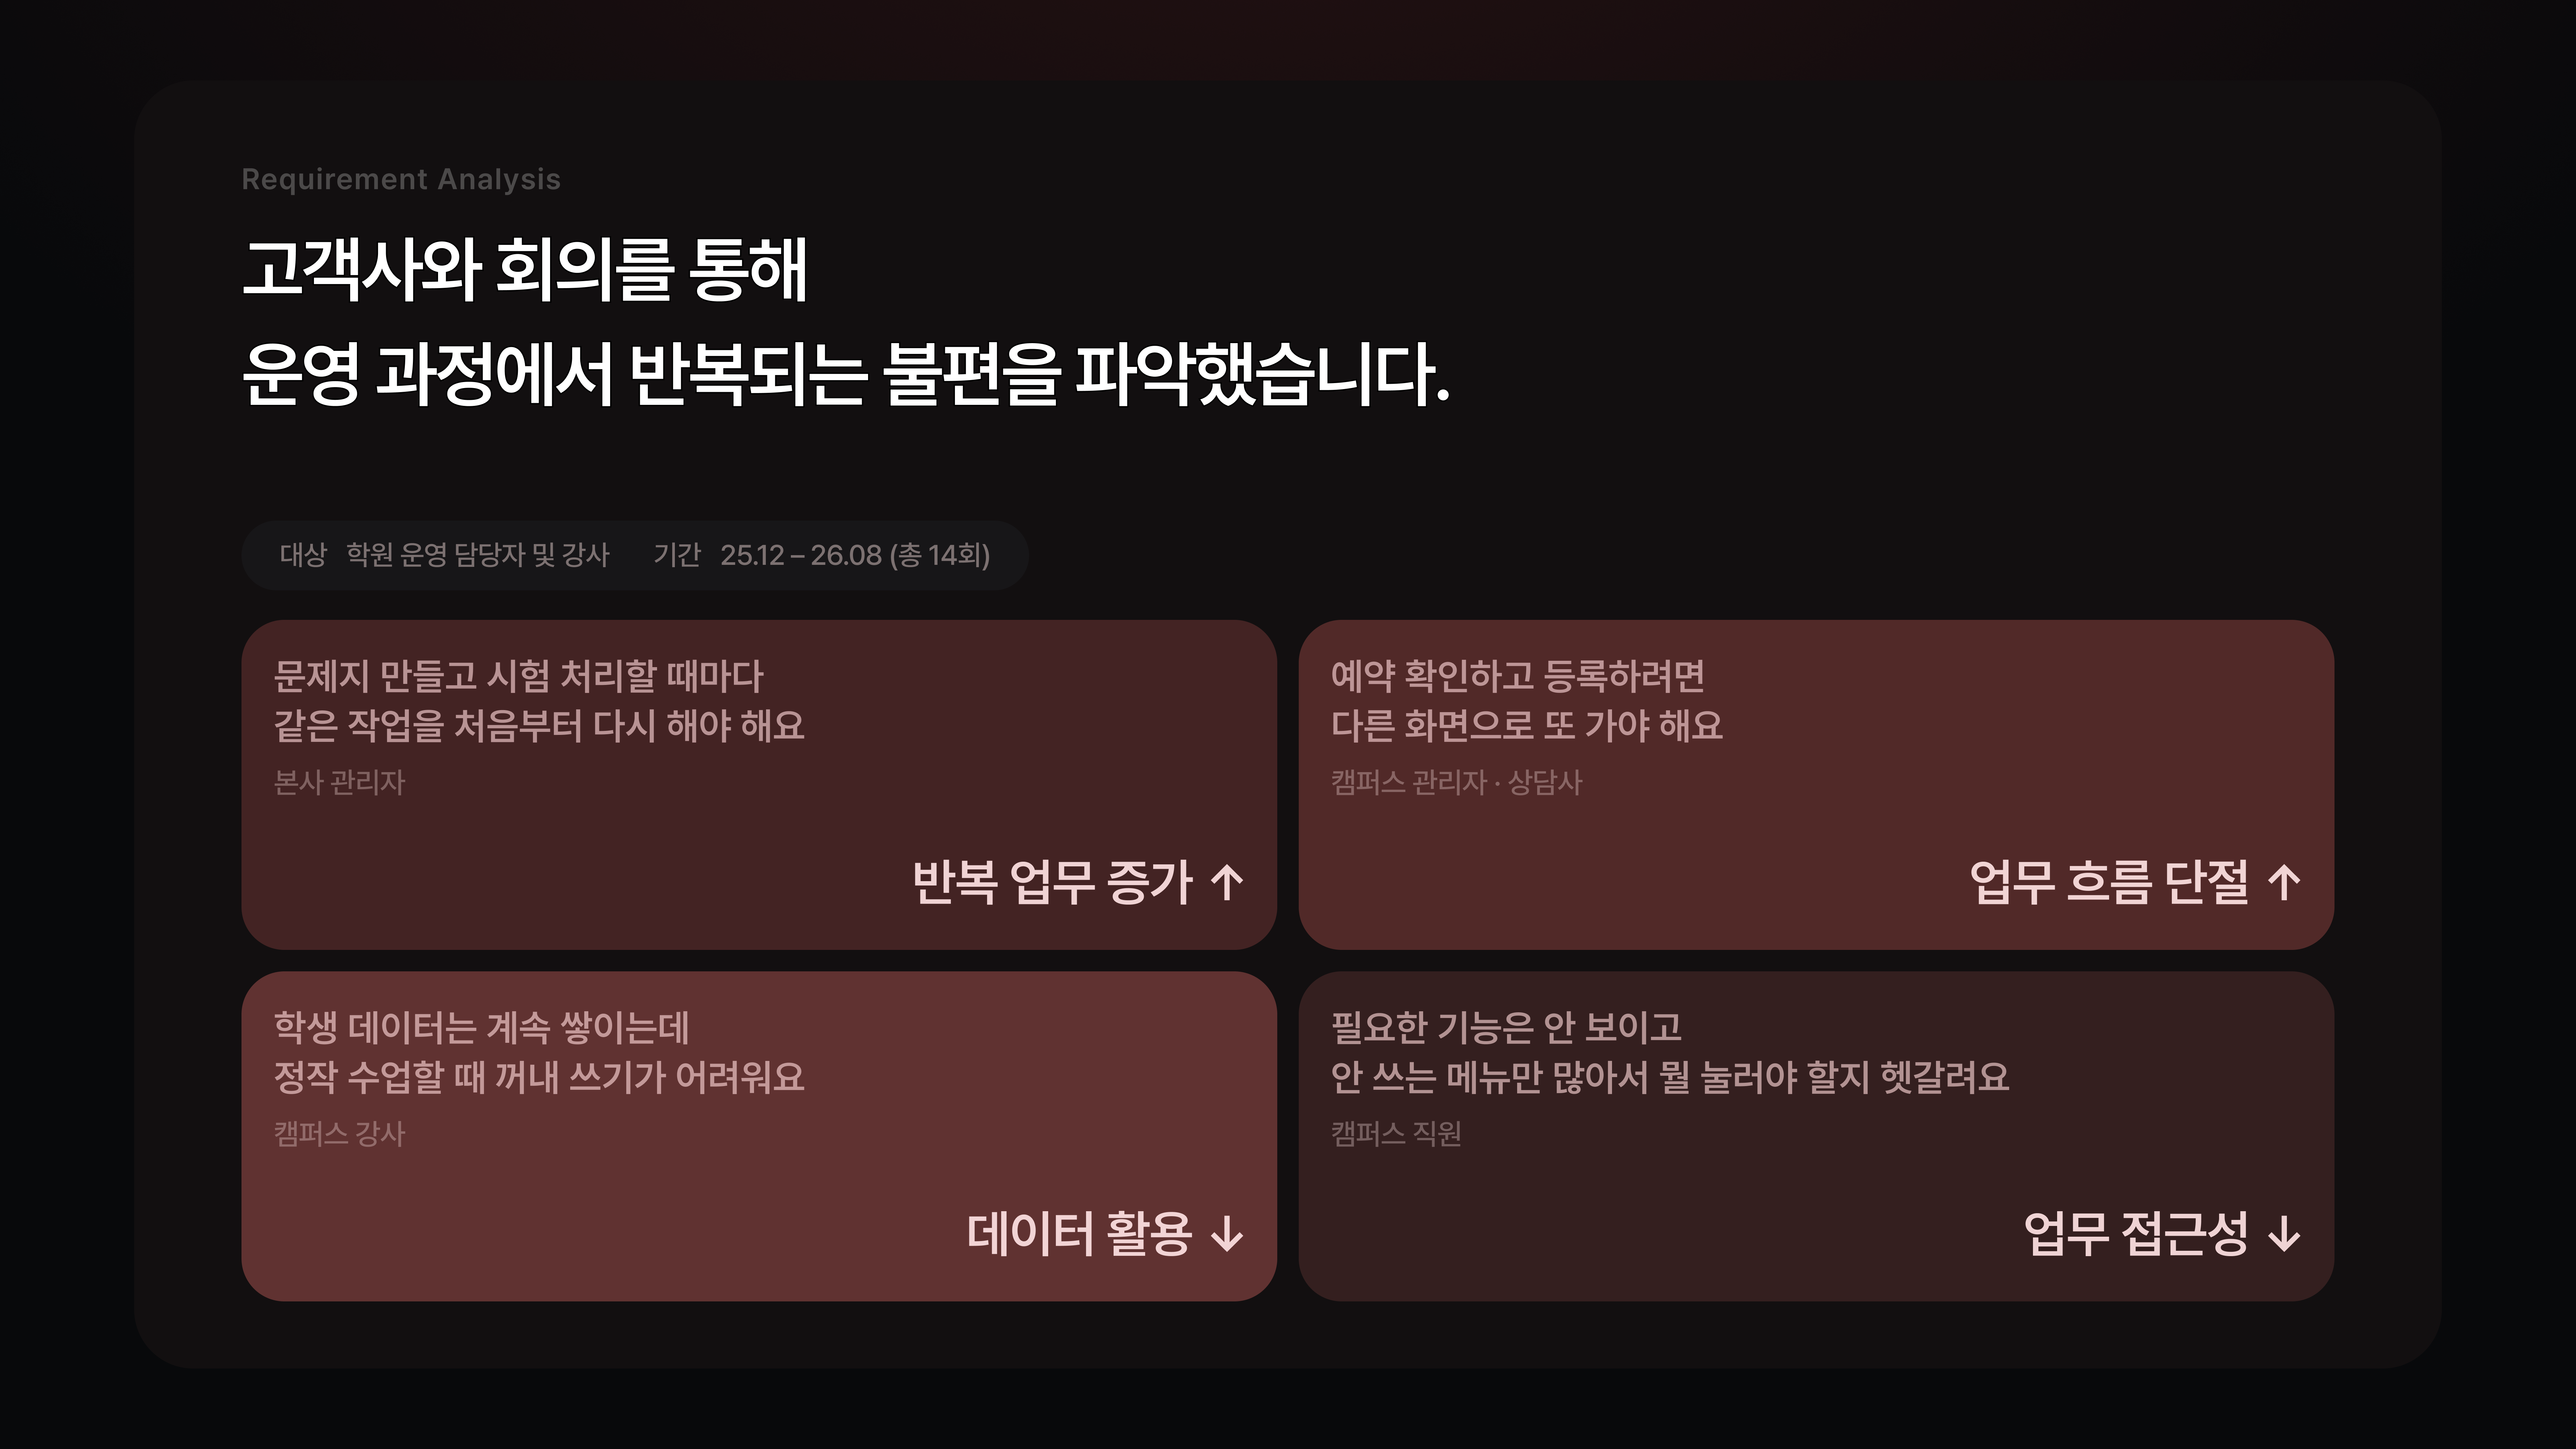 Requirement Analysis
고객사와 회의를 통해
운영 과정에서 반복되는 불편을 파악했습니다.
대상 학원 운영 담당자 및 강사 기간 25.12 – 26.08 (총 14회)
문제지 만들고 시험 처리할 때마다
같은 작업을 처음부터 다시 해야 해요
본사 관리자
반복 업무 증가 ↑
예약 확인하고 등록하려면
다른 화면으로 또 가야 해요
캠퍼스 관리자 · 상담사
업무 흐름 단절 ↑
학생 데이터는 계속 쌓이는데
정작 수업할 때 꺼내 쓰기가 어려워요
캠퍼스 강사
데이터 활용 ↓
필요한 기능은 안 보이고
안 쓰는 메뉴만 많아서 뭘 눌러야 할지 헷갈려요
캠퍼스 직원
업무 접근성 ↓